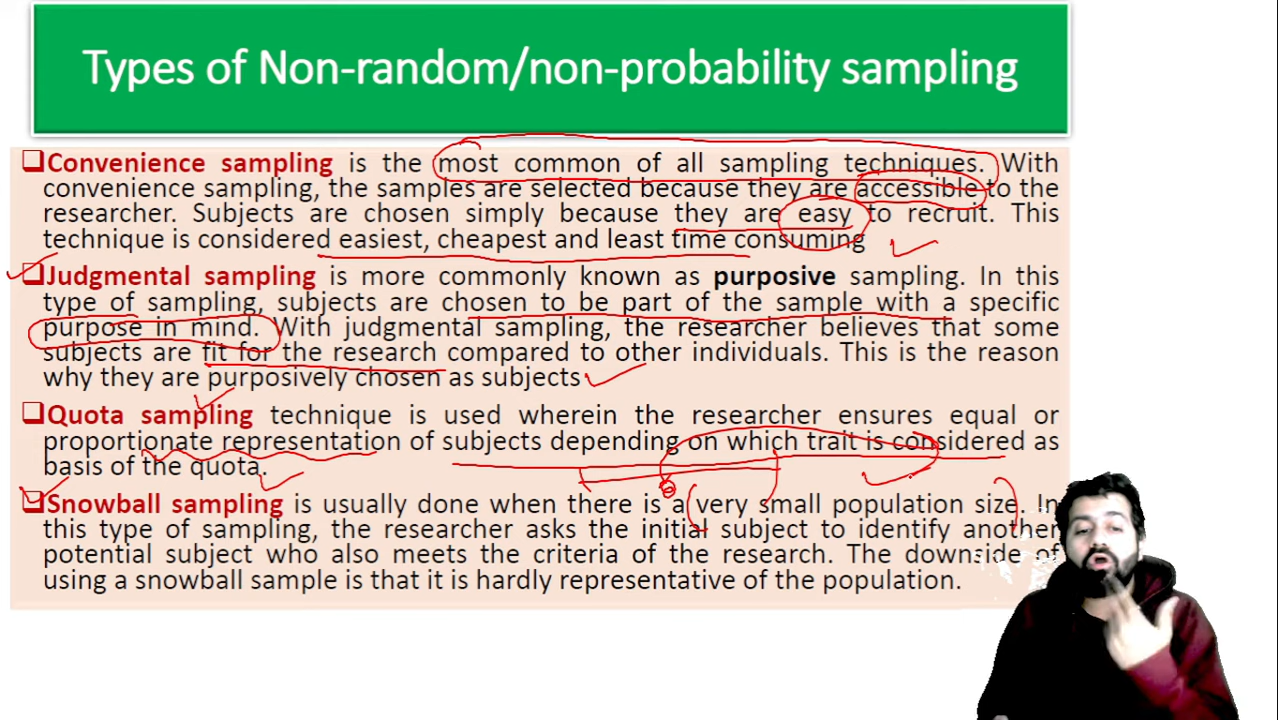 Types of Non-random/non-probability sampling
Convenience sampling is the most common of all sampling techniques. With
convenience sampling, the samples are selected because they are accessible to the
researcher. Subjects are chosen simply because they are easy to recruit. This
technique is considered easiest, cheapest and least time consuming
Judgmental sampling is more commonly known as purposive sampling. In this
type of sampling, subjects are chosen to be part of the sample with a specific
purpose in mind. With judgmental sampling, the researcher believes that some
subjects are fit for the research compared to other individuals. This is the reason
why they are purposively chosen as subjects
Quota sampling technique is used wherein the researcher ensures equal or
proportionate representation of subjects depending on which trait is considered as
basis of the quota.
Snowball sampling is usually done when there is a very small population size. In
this type of sampling, the researcher asks the initial subject to identify another
potential subject who also meets the criteria of the research. The downside of
using a snowball sample is that it is hardly representative of the population.